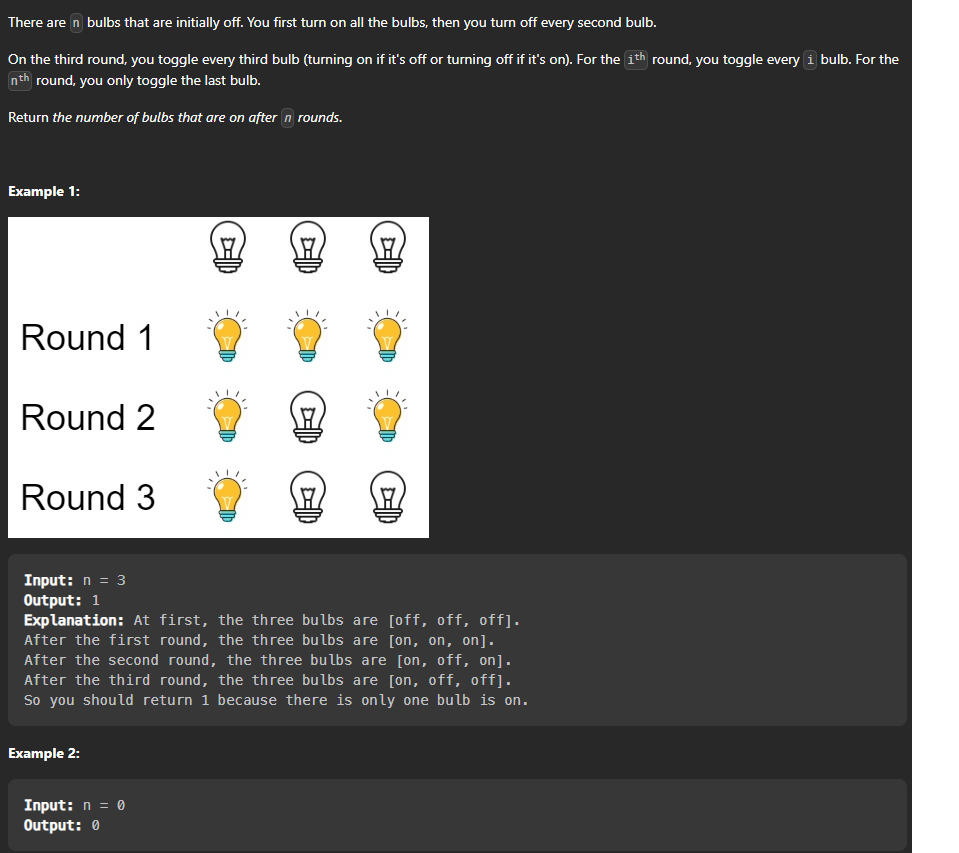 There are n bulbs that are initially off. You first turn on all the bulbs, then you turn off every second bulb.
On the third round, you toggle every third bulb (turning on if it's off or turning off if it's on). For the ith round, you toggle every i bulb. For the
nth round, you only toggle the last bulb.
Return the number of bulbs that are on after n rounds.
Example 1:
Round 1
Round 2
Round 3
Input: n = 3
Output: 1
Explanation: At first, the three bulbs are [off, off, off].
After the first round, the three bulbs are [on, on, on].
After the second round, the three bulbs are [on, off, on].
After the third round, the three bulbs are [on, off, off].
So you should return 1 because there is only one bulb is on.
Example 2:
Input: n = 0
Output: 0